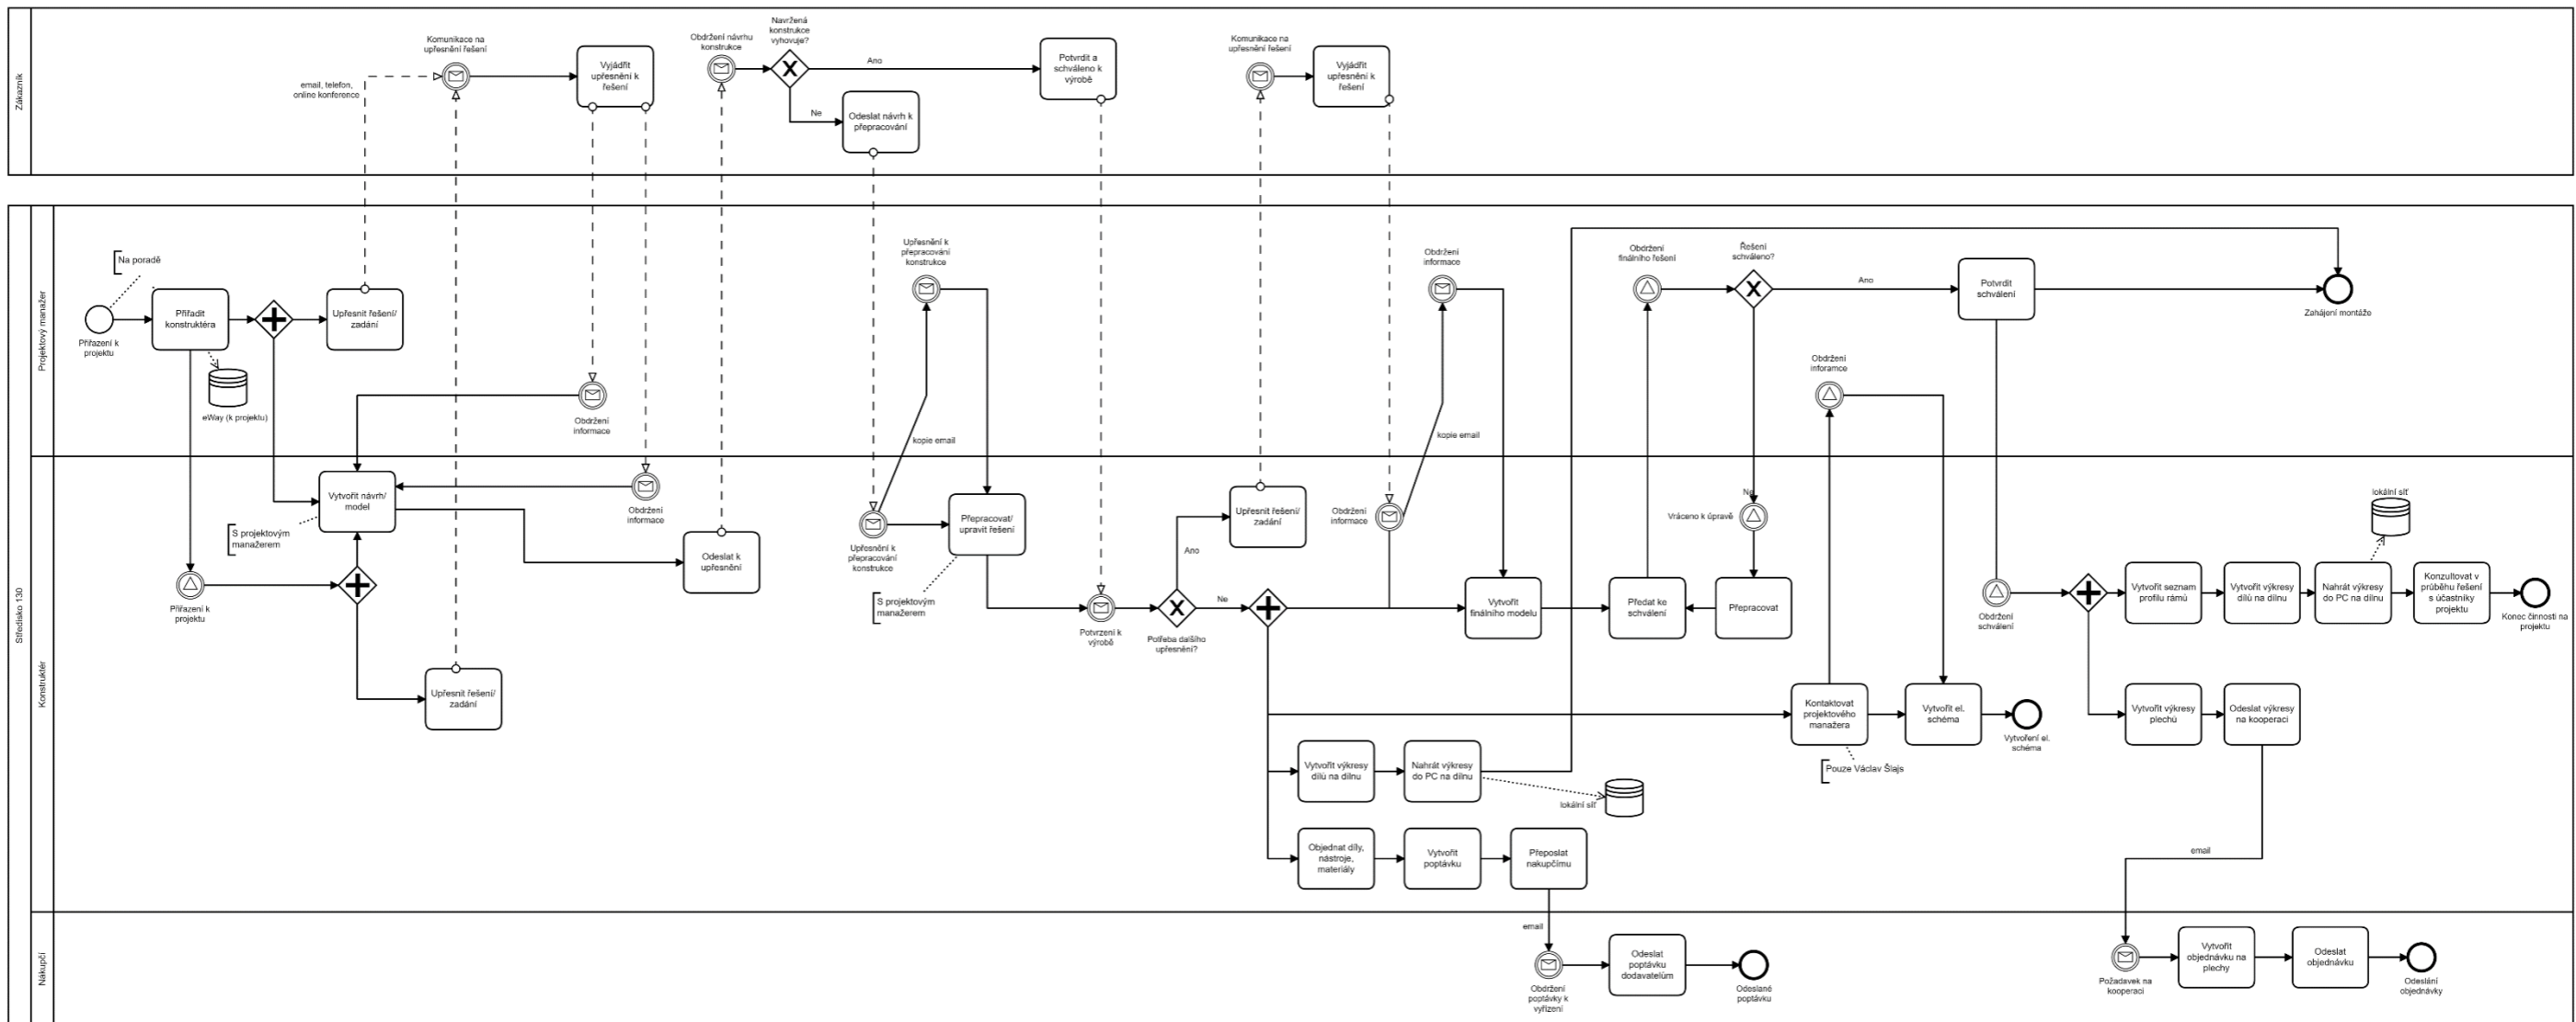 Zákazník
Komunikace na
upřesnění řešení
email, telefon,
online konference
Vyjádřit
upřesnění k
řešení
Obdržení návrhu
konstrukce
Navržená
konstrukce
vyhovuje?
Ano
Ne
Odeslat návrh k
přepracování
Potvrdit a
schváleno k
výrobě
Komunikace na
upřesnění řešení
Vyjádřit
upřesnění k
řešení
Středisko 130
Projektový manažer
Na poradě
Přiřazení k
projektu
Přiřadit
konstruktéra
eWay (k projektu)
Upřesnit řešení/
zadání
Obdržení
informace
Upřesnění k
přepracování
konstrukce
kopie email
Obdržení
informace
kopie email
Obdržení
finálního řešení
Řešení
schváleno?
Ano
Ne
Obdržení
inforamce
Potvrdit
schválení
Zahájení montáže
Konstruktér
Přiřazení k
projektu
Vytvořit návrh/
model
S projektovým
manažerem
Upřesnit řešení/
zadání
Obdržení
informace
Odeslat k
upřesnění
Upřesnění k
přepracování
konstrukce
Přepracovat/
upravit řešení
S projektovým
manažerem
Potvrzení k
výrobě
Potřeba dalšího
upřesnění?
Ano
Ne
Upřesnit řešení/
zadání
Obdržení
informace
Vytvořit
finálního modelu
Předat ke
schválení
Vráceno k úpravě
Přepracovat
Kontaktovat
projektového
manažera
Pouze Václav Šlajs
Vytvořit el.
schéma
Vytvoření el.
schéma
Vytvořit výkresy
dílů na dílnu
Nahrát výkresy
do PC na dílnu
lokální síť
Objednat díly,
nástroje,
materiály
Vytvořit
poptávku
Přeposlat
nakupčímu
email
Obdržení
schválení
Vytvořit seznam
profilu rámů
Vytvořit výkresy
dílů na dílnu
Nahrát výkresy
do PC na dílnu
lokální síť
Konzultovat v
průběhu řešení
s účastníky
projektu
Konec činnosti na
projektu
Vytvořit výkresy
plechů
Odeslat výkresy
na kooperaci
email
Nákupčí
Obdržení
poptávky k
vyřízení
Odeslat
poptávku
dodavatelům
Odeslané
poptávku
Požadavek na
kooperaci
Vytvořit
objednávku na
plechy
Odeslat
objednávku
Odeslání
objednávky